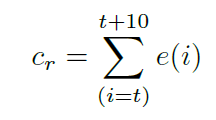 c_r = \sum_{(i=t)}^{t+10} e(i)